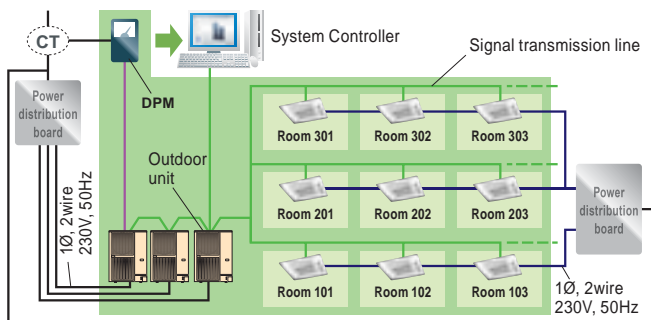 CT
System Controller
Signal transmission line
DPM
Power
distribution
board
Room 301
Room 302
Room 303
Outdoor
unit
1Ø, 2wire
230V, 50Hz
Room 201
Room 202
Room 203
Power
distribution
board
Room 101
Room 102
Room 103
1Ø, 2wire
230V, 50Hz